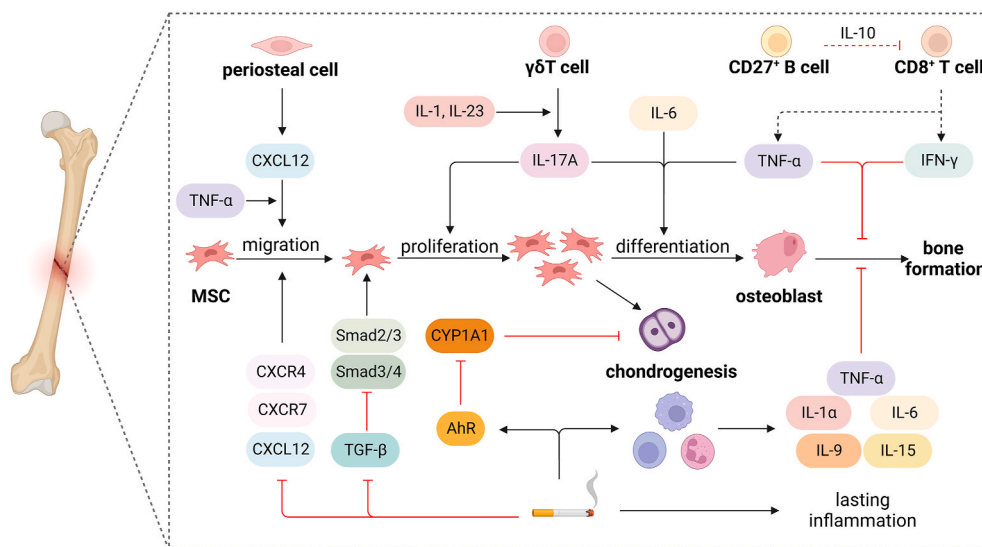 periosteal cell
γδT cell
CD27⁺ B cell
IL-10
CD8⁺ T cell
IL-1, IL-23
IL-6
CXCL12
IL-17A
TNF-α
IFN-γ
TNF-α
migration
proliferation
differentiation
bone
formation
MSC
osteoblast
Smad2/3
CYP1A1
Smad3/4
chondrogenesis
CXCR4
TNF-α
CXCR7
IL-1α
IL-6
AhR
CXCL12
TGF-β
IL-9
IL-15
lasting
inflammation